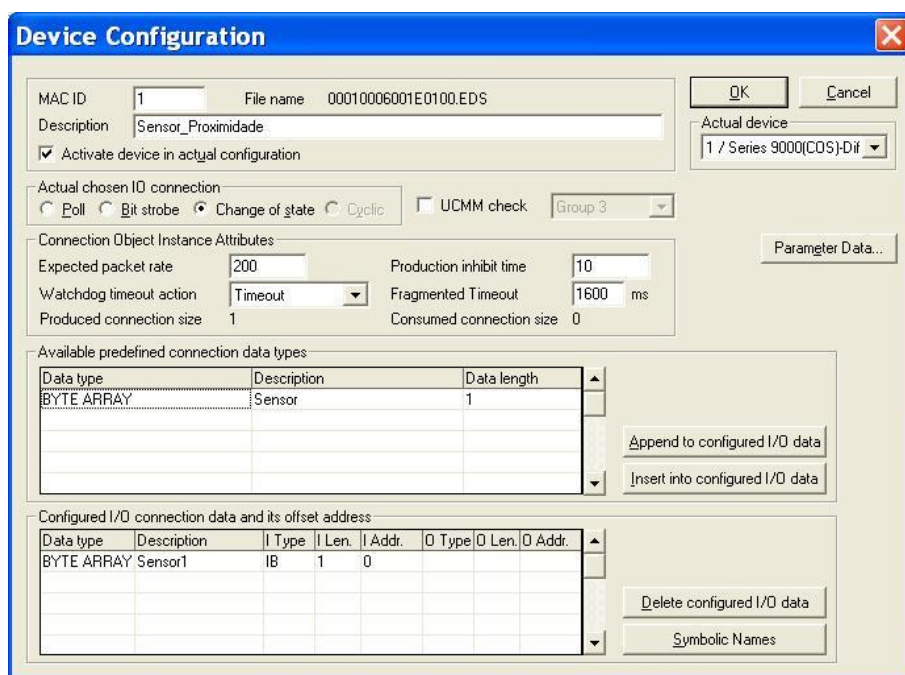 Device Configuration
MAC ID 1 File name 00010006001E0100.EDS
OK Cancel
Description Sensor_Proximidade
Actual device
1 / Series 9000(COS)-Dif
Activate device in actual configuration
Actual chosen IO connection
Poll Bit strobe Change of state Cyclic UCMM check Group 3
Connection Object Instance Attributes
Parameter Data...
Expected packet rate 200 Production inhibit time 10
Watchdog timeout action Timeout Fragmented Timeout 1600 ms
Produced connection size 1 Consumed connection size 0
Available predefined connection data types
Data type Description Data length
BYTE ARRAY Sensor 1
Append to configured I/O data
Insert into configured I/O data
Configured I/O connection data and its offset address
Data type Description I Type I Len. I Addr. O Type O Len. O Addr.
BYTE ARRAY Sensor1 IB 1 0
Delete configured I/O data
Symbolic Names